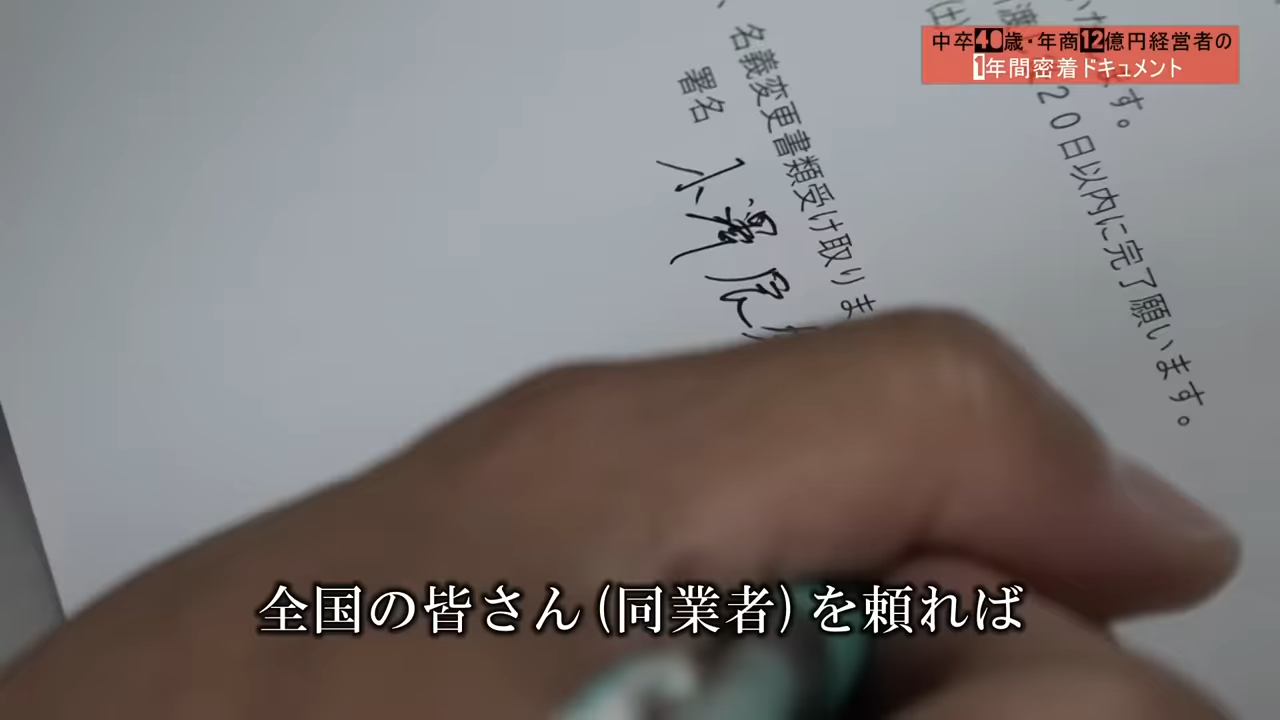 中卒40歳・年商12億円経営者の
1年間密着ドキュメント
す。
20日以内に完了願います。
名義変更書類受け取りま
署名
小澤辰
全国の皆さん(同業者)を頼れば